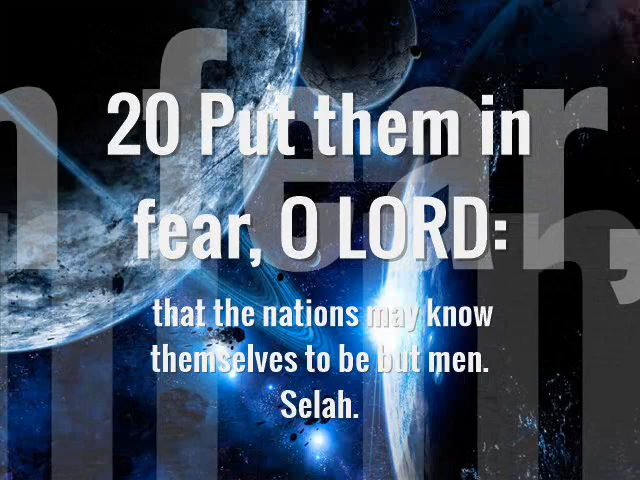 20 Put them in
fear, O LORD:
that the nations may know
themselves to be but men.
Selah.